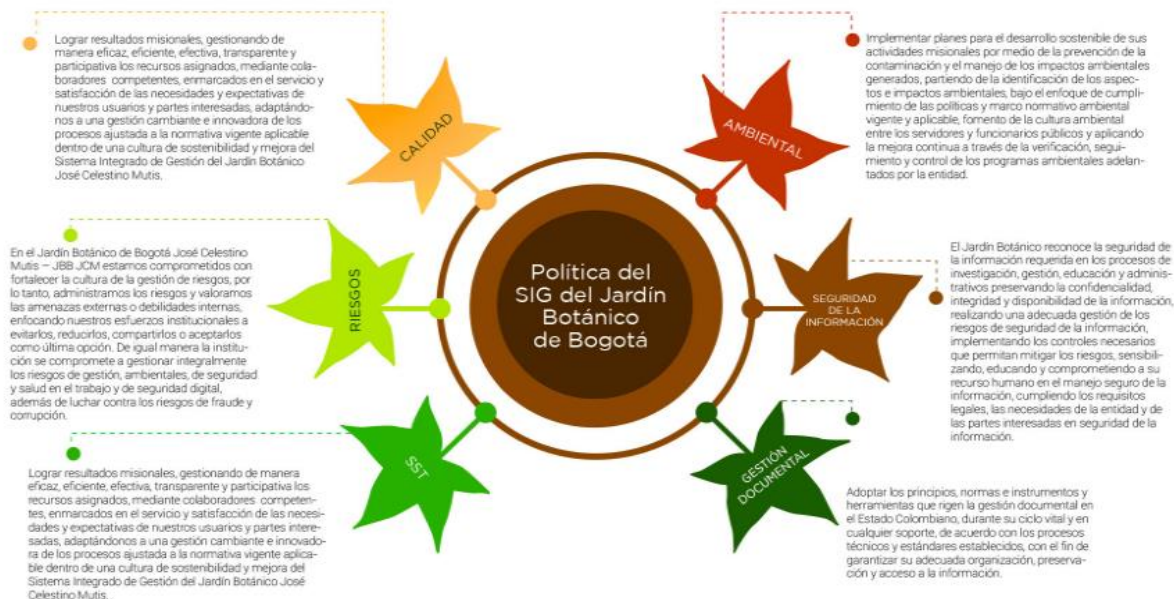 Lograr resultados misionales, gestionando de
manera eficaz, eficiente, efectiva, transparente y
participativa los recursos asignados, mediante cola-
boradores competentes, enmarcados en el servicio y
satisfacción de las necesidades y expectativas de
nuestros usuarios y partes interesadas, adaptándo-
nos a una gestión cambiante e innovadora de los
procesos ajustada a la normativa vigente aplicable
dentro de una cultura de sostenibilidad y mejora del
Sistema Integrado de Gestión del Jardín Botánico
José Celestino Mutis.
CALIDAD
En el Jardín Botánico de Bogotá José Celestino
Mutis – JBB JCM estamos comprometidos con
fortalecer la cultura de la gestión de riesgos, por
lo tanto, administramos los riesgos y valoramos
las amenazas externas o debilidades internas,
enfocando nuestros esfuerzos institucionales a
evitarlos, reducirlos, compartirlos o aceptarlos
como última opción. De igual manera la institu-
ción se compromete a gestionar integralmente
los riesgos de gestión, ambientales, de seguridad
y salud en el trabajo y de seguridad digital,
además de luchar contra los riesgos de fraude y
corrupción.
RIESGOS
Lograr resultados misionales, gestionando de manera
eficaz, eficiente, efectiva, transparente y participativa los
recursos asignados, mediante colaboradores competen-
tes, enmarcados en el servicio y satisfacción de las necesi-
dades y expectativas de nuestros usuarios y partes intere-
sadas, adaptándonos a una gestión cambiante e innovado-
ra de los procesos ajustada a la normativa vigente aplica-
ble dentro de una cultura de sostenibilidad y mejora del
Sistema Integrado de Gestión del Jardín Botánico José
Celestino Mutis.
SST
Política del
SIG del Jardín
Botánico
de Bogotá
AMBIENTAL
Implementar planes para el desarrollo sostenible de sus
actividades misionales por medio de la prevención de la
contaminación y el manejo de los impactos ambientales
generados, partiendo de la identificación de los aspec-
tos e impactos ambientales, bajo el enfoque de cumpli-
miento de las políticas y marco normativo ambiental
vigente y aplicable, fomento de la cultura ambiental
entre los servidores y funcionarios públicos y aplicando
la mejora continua a través de la verificación, segui-
miento y control de los programas ambientales adelan-
tados por la entidad.
SEGURIDAD
DE LA
INFORMACIÓN
El Jardín Botánico reconoce la seguridad de
la información requerida en los procesos de
investigación, gestión, educación y adminis-
trativos preservando la confidencialidad,
integridad y disponibilidad de la información,
realizando una adecuada gestión de los
riesgos de seguridad de la información,
implementando los controles necesarios
que permitan mitigar los riesgos, sensibili-
zando, educando y comprometiendo a su
recurso humano en el manejo seguro de la
información, cumpliendo los requisitos
legales, las necesidades de la entidad y de
las partes interesadas en seguridad de la
información.
GESTIÓN
DOCUMENTAL
Adoptar los principios, normas e instrumentos y
herramientas que rigen la gestión documental en
el Estado Colombiano, durante su ciclo vital y en
cualquier soporte, de acuerdo con los procesos
técnicos y estándares establecidos, con el fin de
garantizar su adecuada organización, preserva-
ción y acceso a la información.